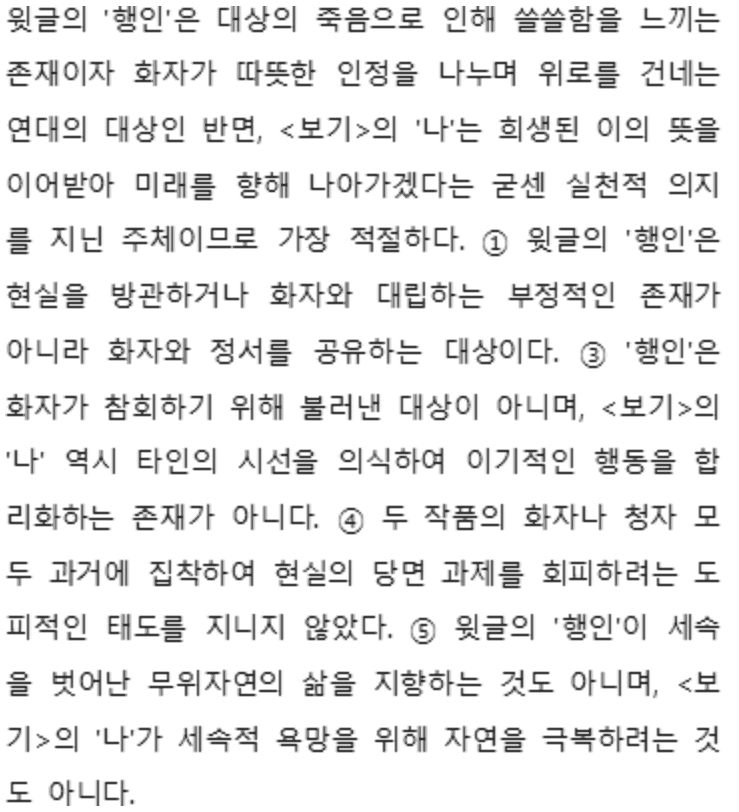 윗글의 '행인'은 대상의 죽음으로 인해 쓸쓸함을 느끼는
존재이자 화자가 따뜻한 인정을 나누며 위로를 건네는
연대의 대상인 반면, <보기>의 '나'는 희생된 이의 뜻을
이어받아 미래를 향해 나아가겠다는 굳센 실천적 의지
를 지닌 주체이므로 가장 적절하다. ① 윗글의 '행인'은
현실을 방관하거나 화자와 대립하는 부정적인 존재가
아니라 화자와 정서를 공유하는 대상이다. ③ '행인'은
화자가 참회하기 위해 불러낸 대상이 아니며, <보기>의
'나' 역시 타인의 시선을 의식하여 이기적인 행동을 합
리화하는 존재가 아니다. ④ 두 작품의 화자나 청자 모
두 과거에 집착하여 현실의 당면 과제를 회피하려는 도
피적인 태도를 지니지 않았다. ⑤ 윗글의 '행인'이 세속
을 벗어난 무위자연의 삶을 지향하는 것도 아니며, <보
기>의 '나'가 세속적 욕망을 위해 자연을 극복하려는 것
도 아니다.